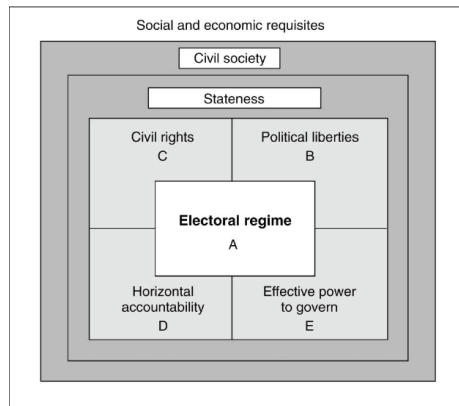 Social and economic requisites
Civil society
Stateness
Civil rights
C
Political liberties
B
Electoral regime
A
Horizontal
accountability
D
Effective power
to govern
E